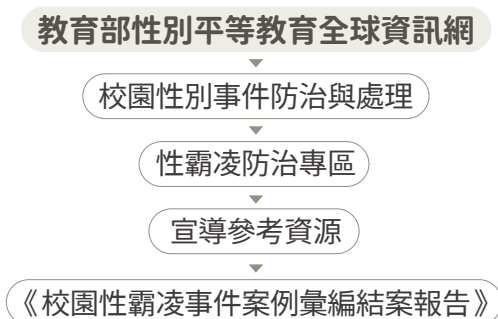 教育部性別平等教育全球資訊網
校園性別事件防治與處理
性霸凌防治專區
宣導參考資源
《校園性霸凌事件案例彙編結案報告》